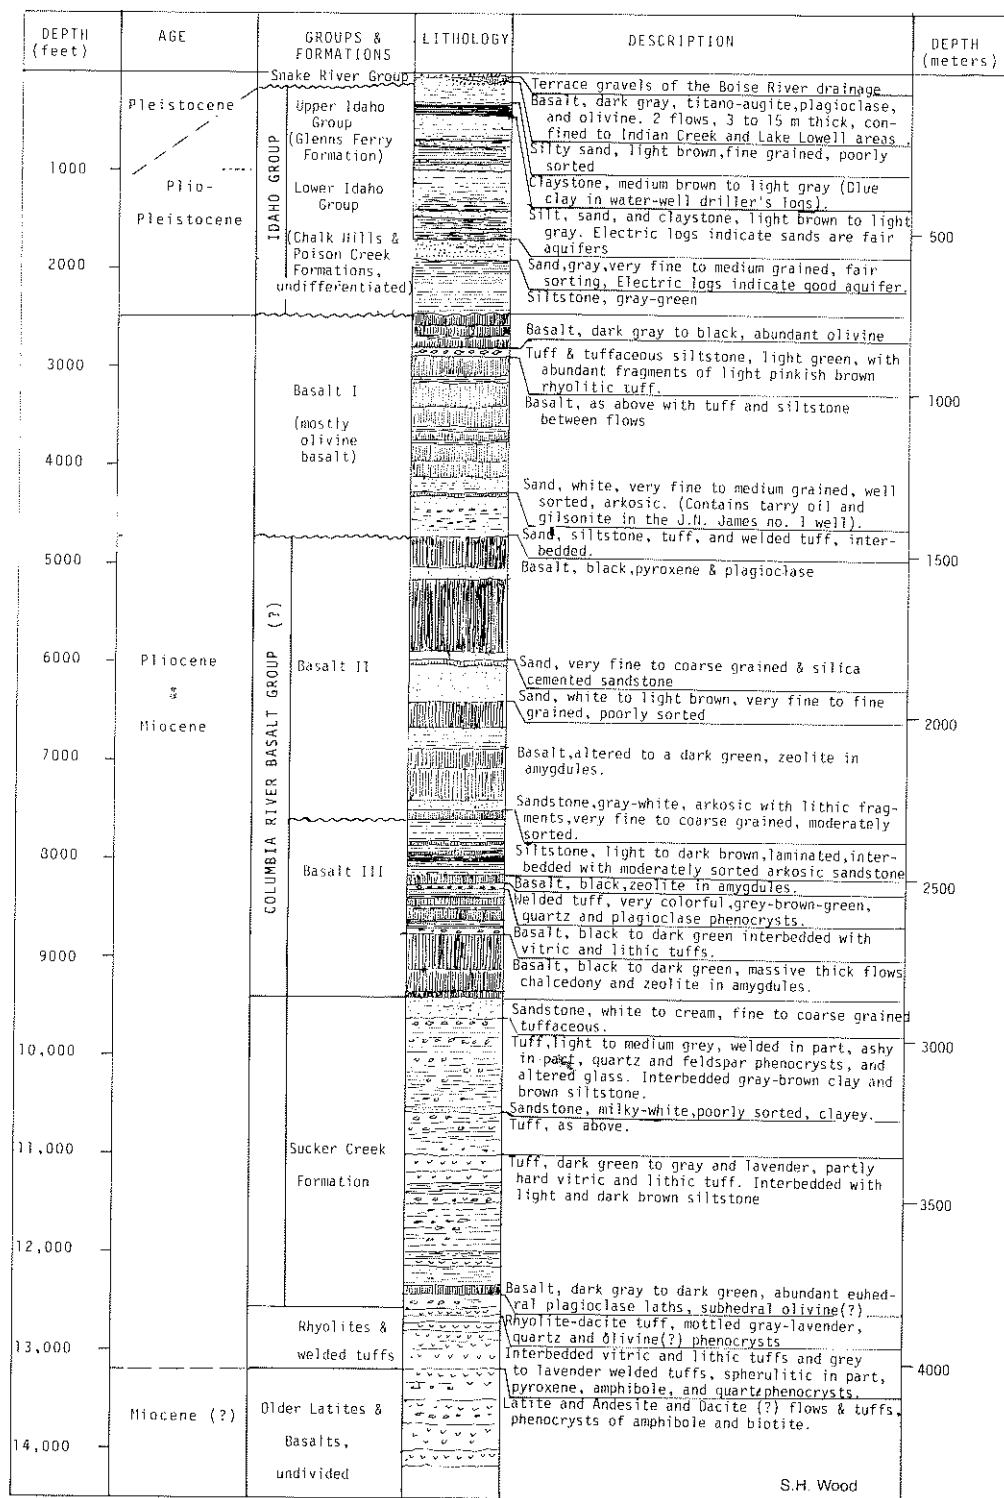 DEPTH
(feet)
AGE
GROUPS &
FORMATIONS
LITHOLOGY
DESCRIPTION
DEPTH
(meters)
1000
2000
3000
4000
5000
6000
7000
8000
9000
10,000
11,000
12,000
13,000
14,000
Pleistocene
Plio-
Pleistocene
Pliocene
&
Miocene
Miocene (?)
Snake River Group
IDAHO GROUP
Upper Idaho
Group
(Glenns Ferry
Formation)
Lower Idaho
Group
(Chalk Hills &
Poison Creek
Formations,
undifferentiated)
Basalt I
(mostly
olivine
basalt)
COLUMBIA RIVER BASALT GROUP (?)
Basalt II
Basalt III
Sucker Creek
Formation
Rhyolites &
welded tuffs
Older Latites &
Basalts,
undivided
Terrace gravels of the Boise River drainage
Basalt, dark gray, titano-augite,plagioclase,
and olivine. 2 flows, 3 to 15 m thick, con-
fined to Indian Creek and Lake Lowell areas.
Silty sand, light brown,fine grained, poorly
sorted
Claystone, medium brown to light gray (Blue
clay in water-well driller's logs).
Silt, sand, and claystone, light brown to light
gray. Electric logs indicate sands are fair
aquifers
Sand,gray,very fine to medium grained, fair
sorting, Electric logs indicate good aquifer.
Siltstone, gray-green
Basalt, dark gray to black, abundant olivine
Tuff & tuffaceous siltstone, light green, with
abundant fragments of light pinkish brown
rhyolitic tuff.
Basalt, as above with tuff and siltstone
between flows
Sand, white, very fine to medium grained, well
sorted, arkosic. (Contains tarry oil and
gilsonite in the J.N. James no. 1 well).
Sand, siltstone, tuff, and welded tuff, inter-
bedded.
Basalt, black,pyroxene & plagioclase
Sand, very fine to coarse grained & silica
cemented sandstone
Sand, white to light brown, very fine to fine
grained, poorly sorted
Basalt,altered to a dark green, zeolite in
amygdules.
Sandstone,gray-white, arkosic with lithic frag-
ments,very fine to coarse grained, moderately
sorted.
Siltstone, light to dark brown,laminated,inter-
bedded with moderately sorted arkosic sandstone
Basalt, black,zeolite in amygdules.
Welded tuff, very colorful,grey-brown-green,
quartz and plagioclase phenocrysts.
Basalt, black to dark green interbedded with
vitric and lithic tuffs.
Basalt, black to dark green, massive thick flows
chalcedony and zeolite in amygdules.
Sandstone, white to cream, fine to coarse grained
tuffaceous.
Tuff,light to medium grey, welded in part, ashy
in part, quartz and feldspar phenocrysts, and
altered glass. Interbedded gray-brown clay and
brown siltstone.
Sandstone, milky-white,poorly sorted, clayey.
Tuff, as above.
Tuff, dark green to gray and lavender, partly
hard vitric and lithic tuff. Interbedded with
light and dark brown siltstone
Basalt, dark gray to dark green, abundant euhed-
ral plagioclase laths, subhedral olivine(?)
Rhyolite-dacite tuff, mottled gray-lavender,
quartz and olivine(?) phenocrysts
Interbedded vitric and lithic tuffs and grey
to lavender welded tuffs, spherulitic in part,
pyroxene, amphibole, and quartz phenocrysts.
Latite and Andesite and Dacite (?) flows & tuffs,
phenocrysts of amphibole and biotite.
500
1000
1500
2000
2500
3000
3500
4000
S.H. Wood